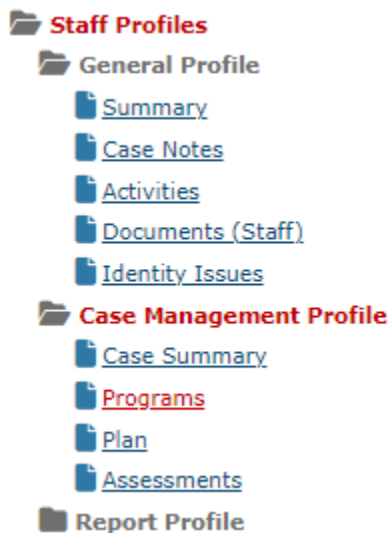 Staff Profiles
General Profile
Summary
Case Notes
Activities
Documents (Staff)
Identity Issues
Case Management Profile
Case Summary
Programs
Plan
Assessments
Report Profile